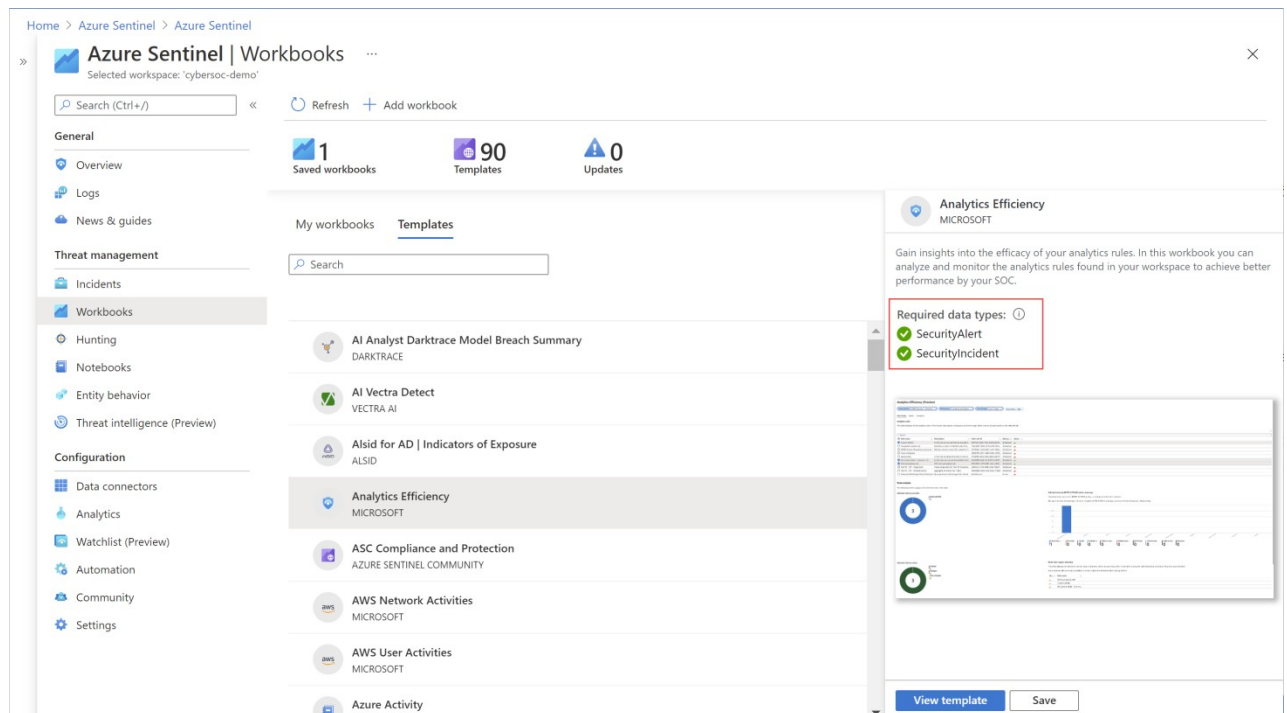 Home > Azure Sentinel > Azure Sentinel
Azure Sentinel | Workbooks ...
Selected workspace: 'cybersoc-demo'
Search (Ctrl+/)
Refresh
Add workbook
General
Overview
Logs
News & guides
Threat management
Incidents
Workbooks
Hunting
Notebooks
Entity behavior
Threat intelligence (Preview)
Configuration
Data connectors
Analytics
Watchlist (Preview)
Automation
Community
Settings
1
Saved workbooks
90
Templates
0
Updates
My workbooks
Templates
Search
AI Analyst Darktrace Model Breach Summary
DARKTRACE
AI Vectra Detect
VECTRA AI
Alsid for AD | Indicators of Exposure
ALSID
Analytics Efficiency
MICROSOFT
ASC Compliance and Protection
AZURE SENTINEL COMMUNITY
aws
AWS Network Activities
MICROSOFT
aws
AWS User Activities
MICROSOFT
Azure Activity
Analytics Efficiency
MICROSOFT
Gain insights into the efficacy of your analytics rules. In this workbook you can
analyze and monitor the analytics rules found in your workspace to achieve better
performance by your SOC.
Required data types:
SecurityAlert
SecurityIncident
View template
Save